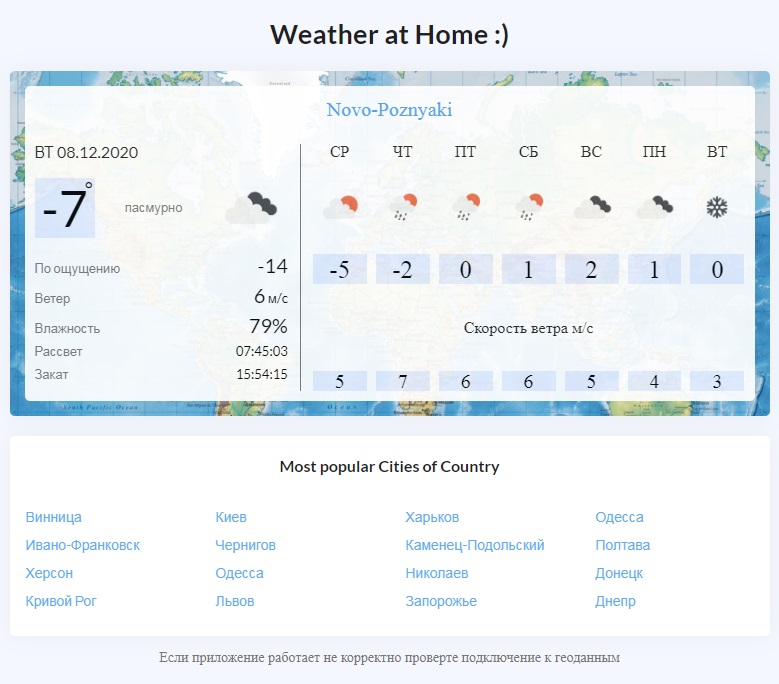 Weather at Home :)
Novo-Poznyaki
ВТ 08.12.2020
-7°
пасмурно
По ощущению -14
Ветер 6 м/с
Влажность 79%
Рассвет 07:45:03
Закат 15:54:15
СР ЧТ ПТ СБ ВС ПН ВТ
-5 -2 0 1 2 1 0
Скорость ветра м/с
5 7 6 6 5 4 3
South Pacific Ocean
Most popular Cities of Country
Винница Киев Харьков Одесса
Ивано-Франковск Чернигов Каменец-Подольский Полтава
Херсон Одесса Николаев Донецк
Кривой Рог Львов Запорожье Днепр
Если приложение работает не корректно проверте подключение к геоданным